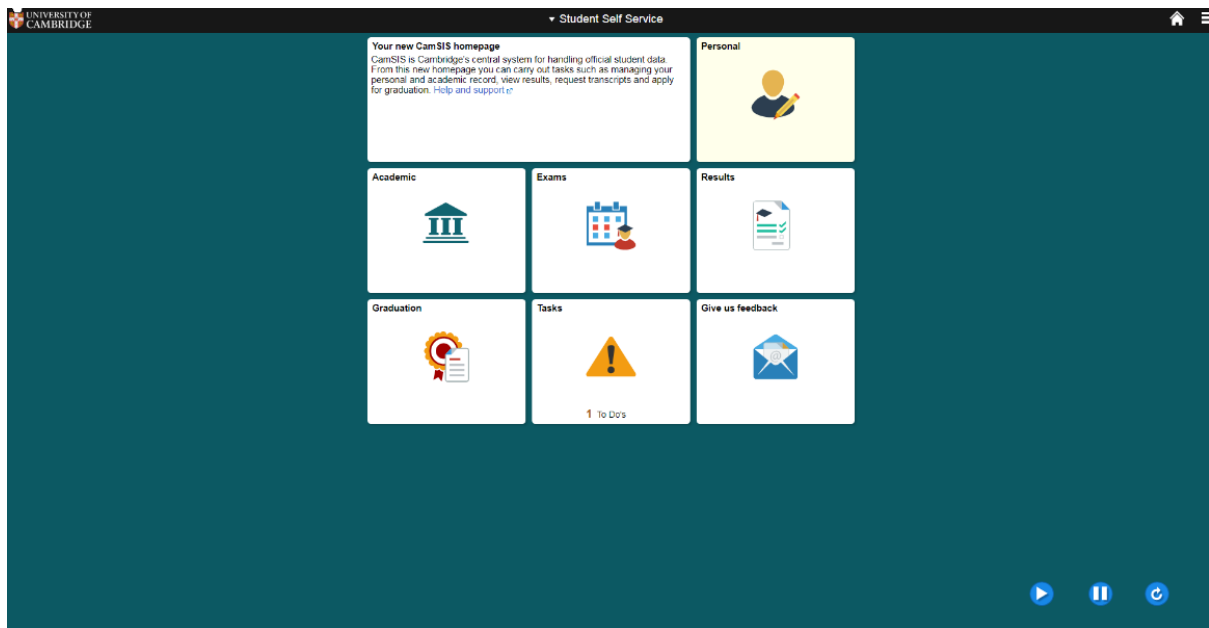 UNIVERSITY OF
CAMBRIDGE
Student Self Service
Your new CamSIS homepage
CamSIS is Cambridge's central system for handling official student data.
From this new homepage you can carry out tasks such as managing your
personal and academic record, view results, request transcripts and apply
for graduation. Help and support
Personal
Academic
Exams
Results
Graduation
Tasks
1 To Do's
Give us feedback
@